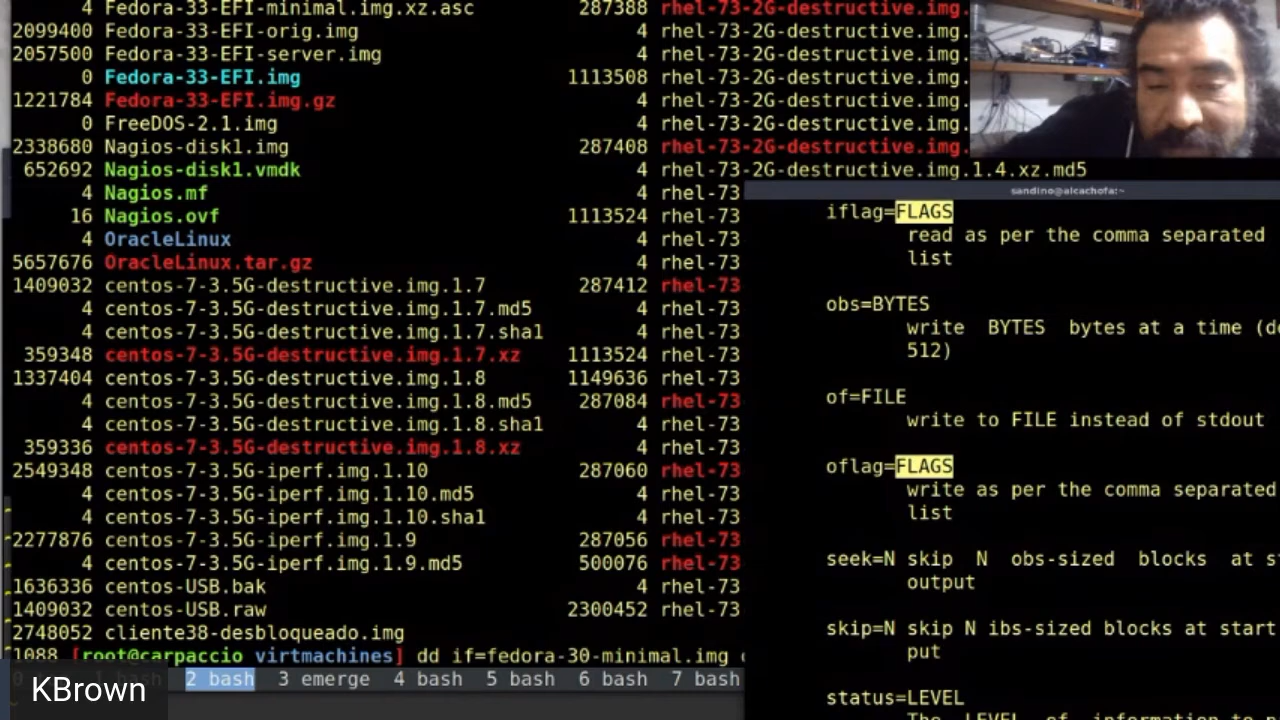 4 Fedora-33-EFI-minimal.img.xz.asc
2099400 Fedora-33-EFI-orig.img
2057500 Fedora-33-EFI-server.img
0 Fedora-33-EFI.img
1221784 Fedora-33-EFI.img.gz
0 FreeDOS-2.1.img
2338680 Nagios-disk1.img
652692 Nagios-disk1.vmdk
4 Nagios.mf
16 Nagios.ovf
4 OracleLinux
5657676 OracleLinux.tar.gz
1409032 centos-7-3.5G-destructive.img.1.7
4 centos-7-3.5G-destructive.img.1.7.md5
4 centos-7-3.5G-destructive.img.1.7.sha1
359348 centos-7-3.5G-destructive.img.1.7.xz
1337404 centos-7-3.5G-destructive.img.1.8
4 centos-7-3.5G-destructive.img.1.8.md5
4 centos-7-3.5G-destructive.img.1.8.sha1
359336 centos-7-3.5G-destructive.img.1.8.xz
2549348 centos-7-3.5G-iperf.img.1.10
4 centos-7-3.5G-iperf.img.1.10.md5
4 centos-7-3.5G-iperf.img.1.10.sha1
2277876 centos-7-3.5G-iperf.img.1.9
4 centos-7-3.5G-iperf.img.1.9.md5
1636336 centos-USB.bak
1409032 centos-USB.raw
2748052 cliente38-desbloqueado.img
1088 [root@carpaccio virtmachines] dd if=fedora-30-minimal.img
287388 rhel-73-2G-destructive.img.
4 rhel-73-2G-destructive.img.
4 rhel-73-2G-destructive.img.
1113508 rhel-73-2G-destructive.img.
4 rhel-73-2G-destructive.img.
4 rhel-73-2G-destructive.img.
287408 rhel-73-2G-destructive.img.
4 rhel-73-2G-destructive.img.1.4.xz.md5
4 rhel-73
1113524 rhel-73
4 rhel-73
4 rhel-73
287412 rhel-73
4 rhel-73
4 rhel-73
1113524 rhel-73
1149636 rhel-73
287084 rhel-73
4 rhel-73
4 rhel-73
287060 rhel-73
4 rhel-73
4 rhel-73
287056 rhel-73
500076 rhel-73
4 rhel-73
2300452 rhel-73
sandino@alcachofa:~
iflag=FLAGS
read as per the comma separated
list
obs=BYTES
write BYTES bytes at a time (de
512)
of=FILE
write to FILE instead of stdout
oflag=FLAGS
write as per the comma separated
list
seek=N skip N obs-sized blocks at s
output
skip=N skip N ibs-sized blocks at start
put
status=LEVEL
The LEVEL of information to
2 bash 3 emerge 4 bash 5 bash 6 bash 7 bash
KBrown